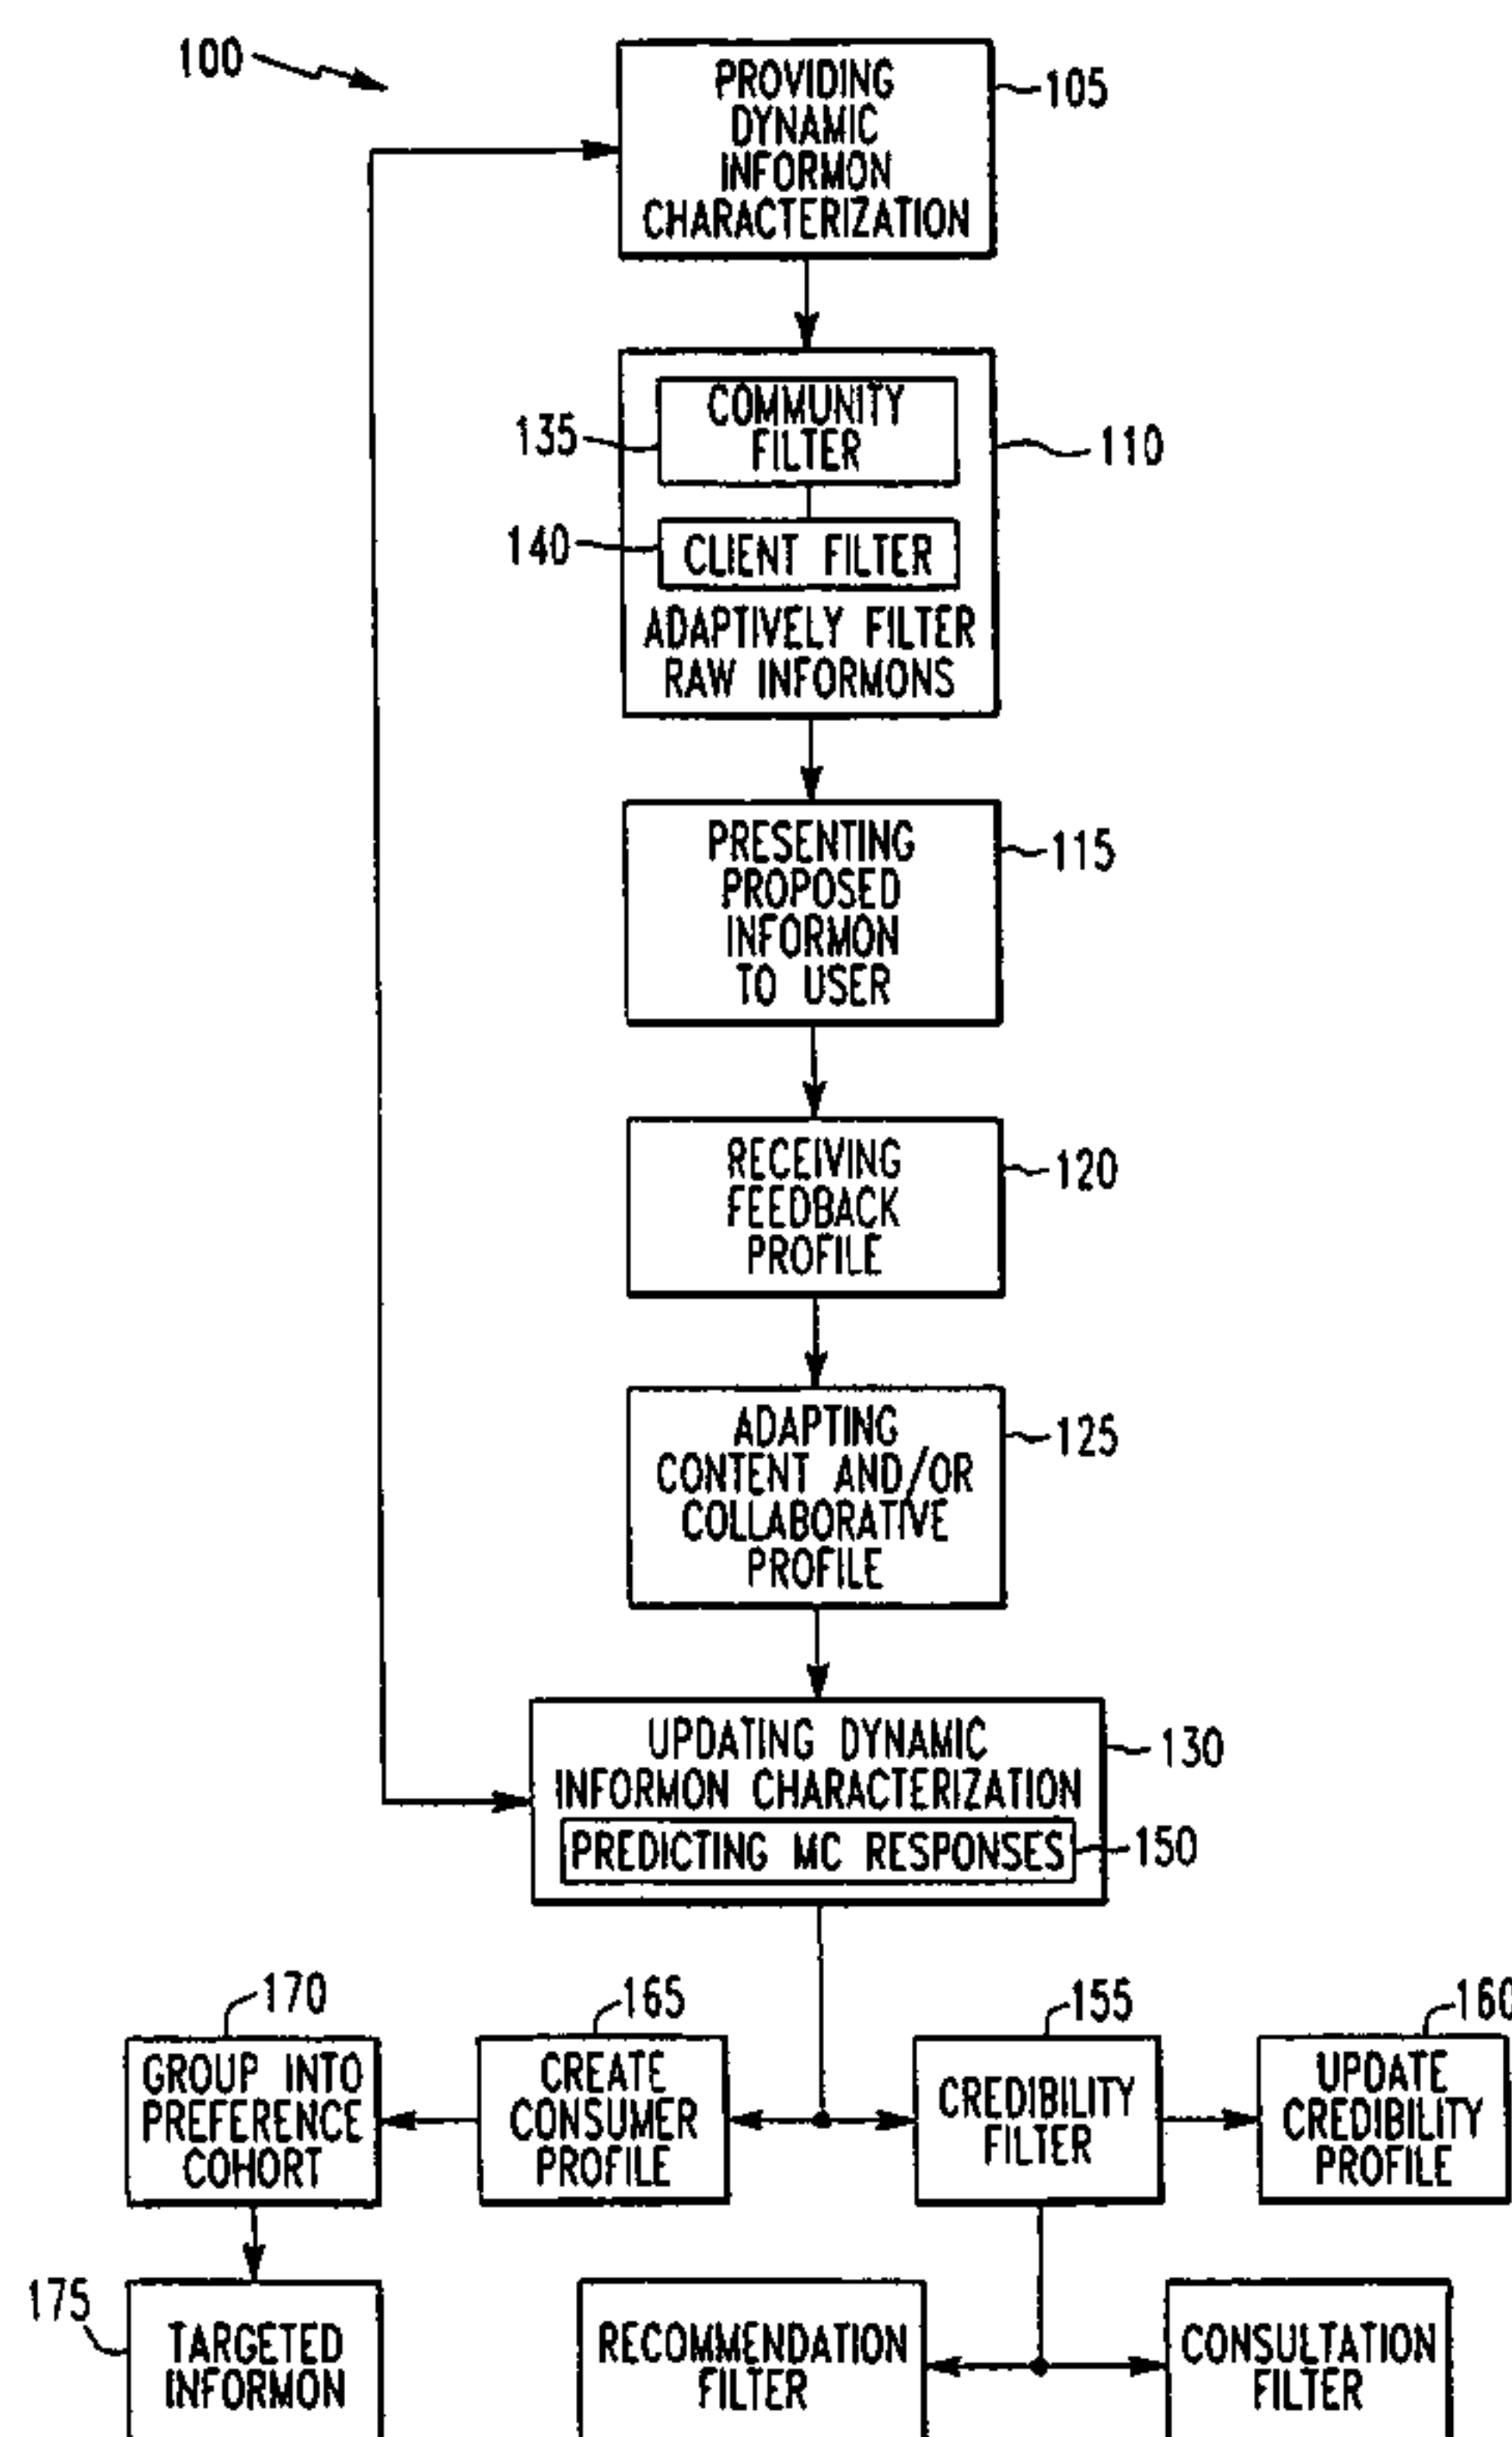 100
PROVIDING
DYNAMIC
INFORMON
CHARACTERIZATION
105
COMMUNITY
FILTER
135
110
140
CLIENT FILTER
ADAPTIVELY FILTER
RAW INFORMONS
PRESENTING
PROPOSED
INFORMON
TO USER
115
RECEIVING
FEEDBACK
PROFILE
120
ADAPTING
CONTENT AND/OR
COLLABORATIVE
PROFILE
125
UPDATING DYNAMIC
INFORMON CHARACTERIZATION
130
PREDICTING MC RESPONSES
150
170
165
155
160
GROUP INTO
PREFERENCE
COHORT
CREATE
CONSUMER
PROFILE
CREDIBILITY
FILTER
UPDATE
CREDIBILITY
PROFILE
175
TARGETED
INFORMON
RECOMMENDATION
FILTER
CONSULTATION
FILTER